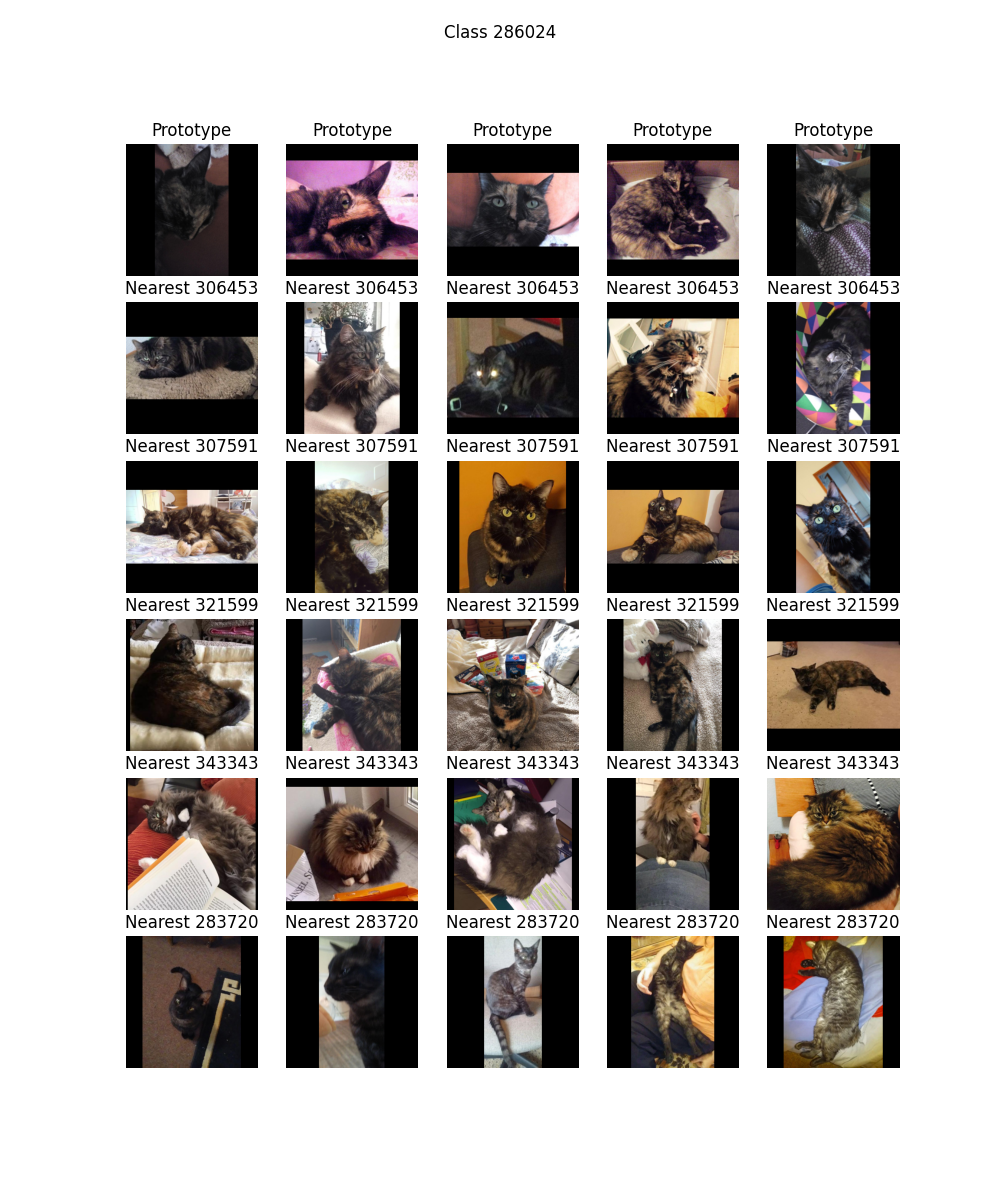 Class 286024
Prototype Prototype Prototype Prototype Prototype
Nearest 306453 Nearest 306453 Nearest 306453 Nearest 306453 Nearest 306453
Nearest 307591 Nearest 307591 Nearest 307591 Nearest 307591 Nearest 307591
Nearest 321599 Nearest 321599 Nearest 321599 Nearest 321599 Nearest 321599
Nearest 343343 Nearest 343343 Nearest 343343 Nearest 343343 Nearest 343343
Nearest 283720 Nearest 283720 Nearest 283720 Nearest 283720 Nearest 283720